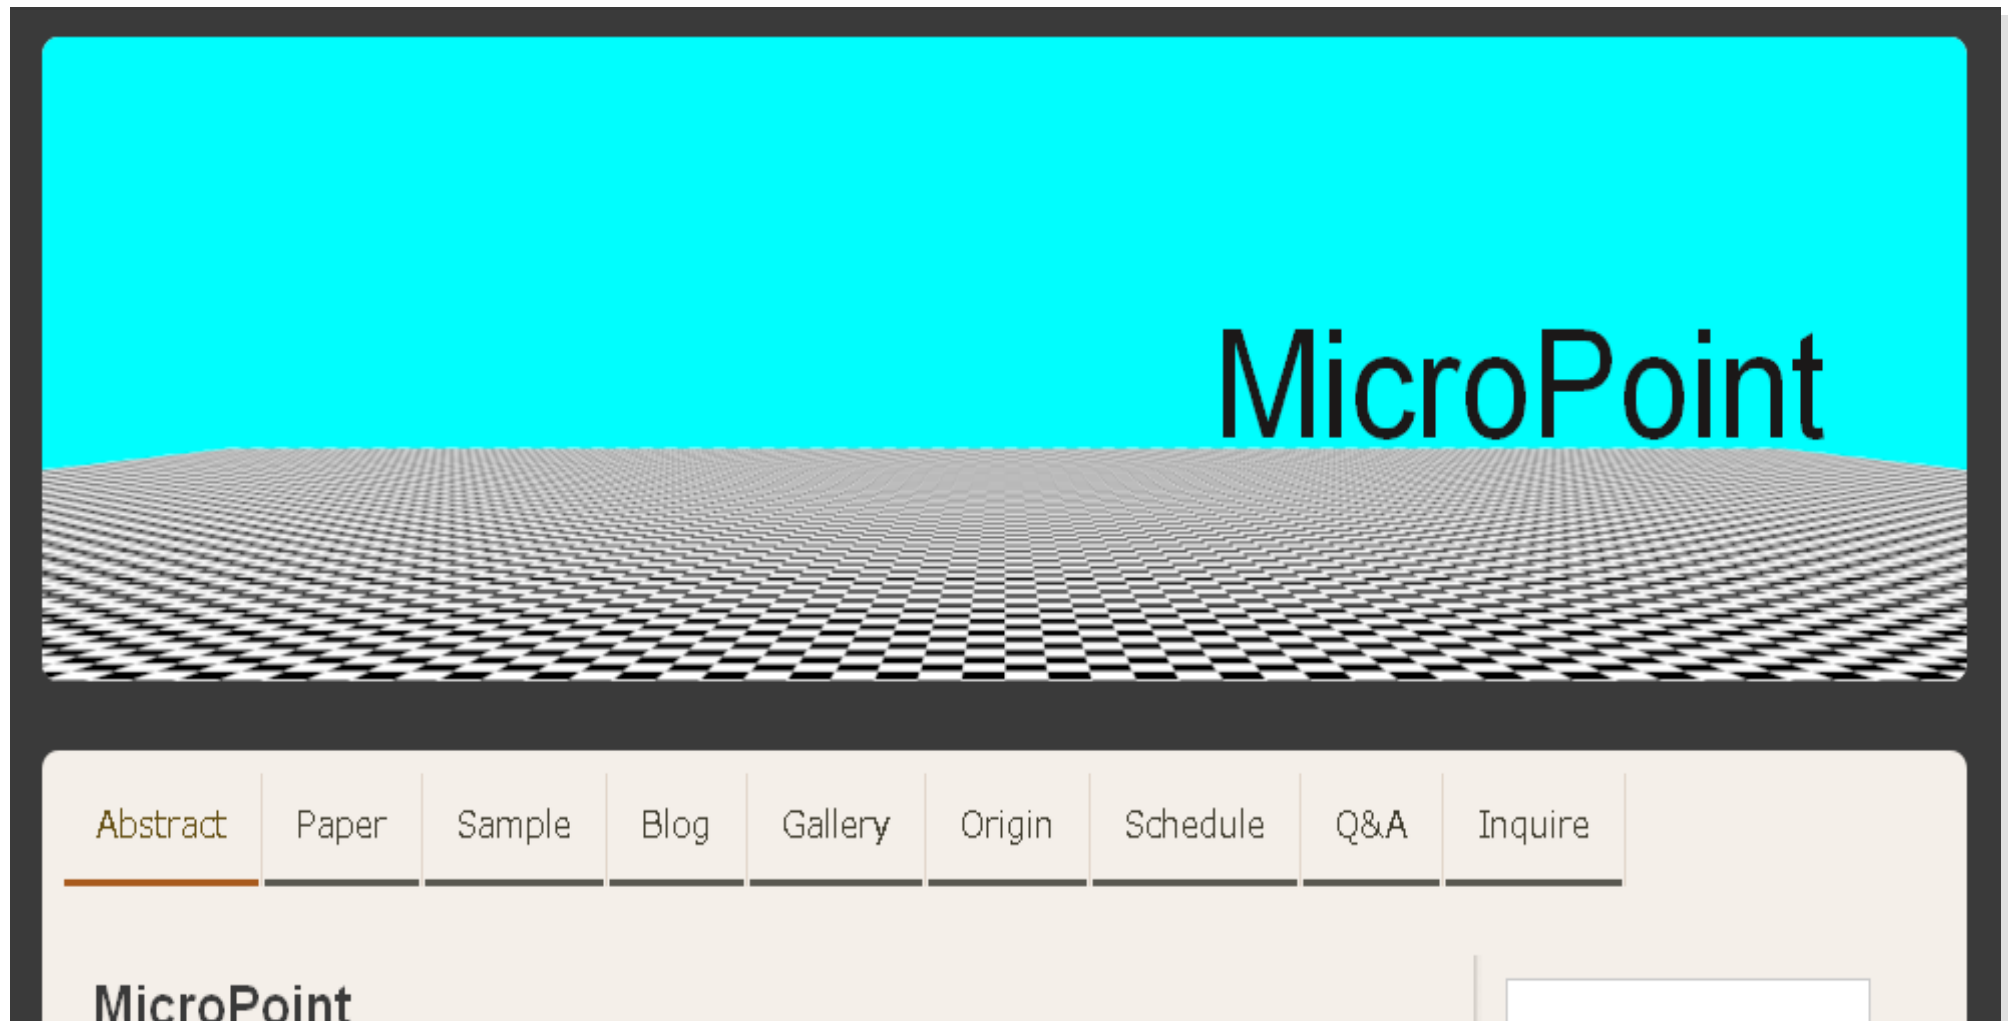 MicroPoint
Abstract Paper Sample Blog Gallery Origin Schedule Q&A Inquire
MicroPoint